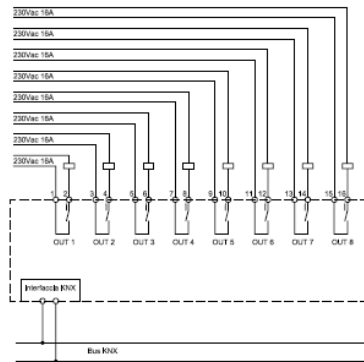 230Vac 16A
230Vac 16A
230Vac 16A
230Vac 16A
230Vac 16A
230Vac 16A
230Vac 16A
230Vac 16A
1 2 3 4 5 6 7 8 9 10 11 12 13 14 15 16
OUT 1 OUT 2 OUT 3 OUT 4 OUT 5 OUT 6 OUT 7 OUT 8
Interfaccia KNX
Bus KNX